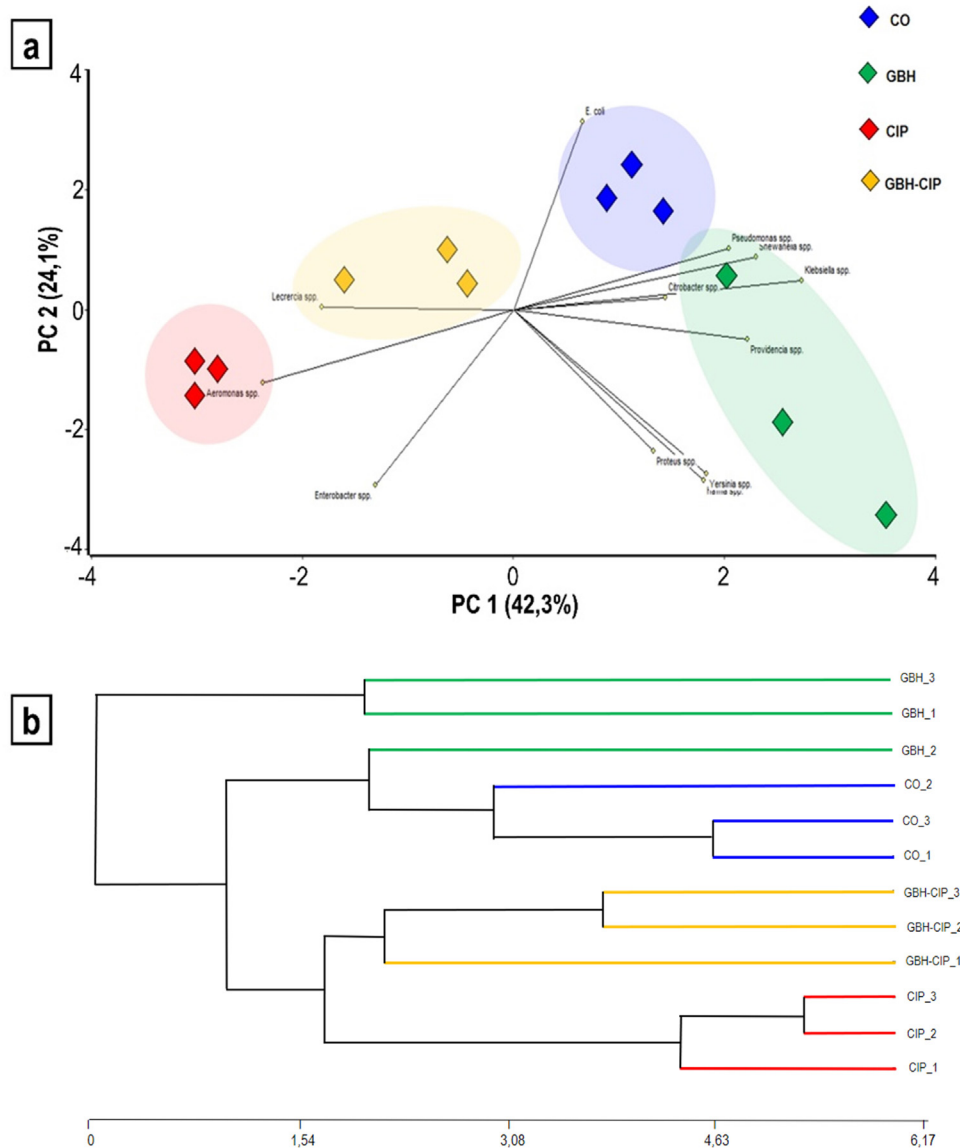 a
CO
GBH
CIP
GBH-CIP
4
2
0
-2
-4
PC 2 (24,1%)
E. coli
Pseudomonas spp.
Klebsiella spp.
Citrobacter spp.
Providencia spp.
Lecrercia spp.
Aeromonas spp.
Enterobacter spp.
Proteus spp.
Yersinia spp.
-4
-2
0
2
4
PC 1 (42,3%)
b
GBH_3
GBH_1
GBH_2
CO_2
CO_3
CO_1
GBH-CIP_3
GBH-CIP_2
GBH-CIP_1
CIP_3
CIP_2
CIP_1
0
1,54
3,08
4,63
6,17